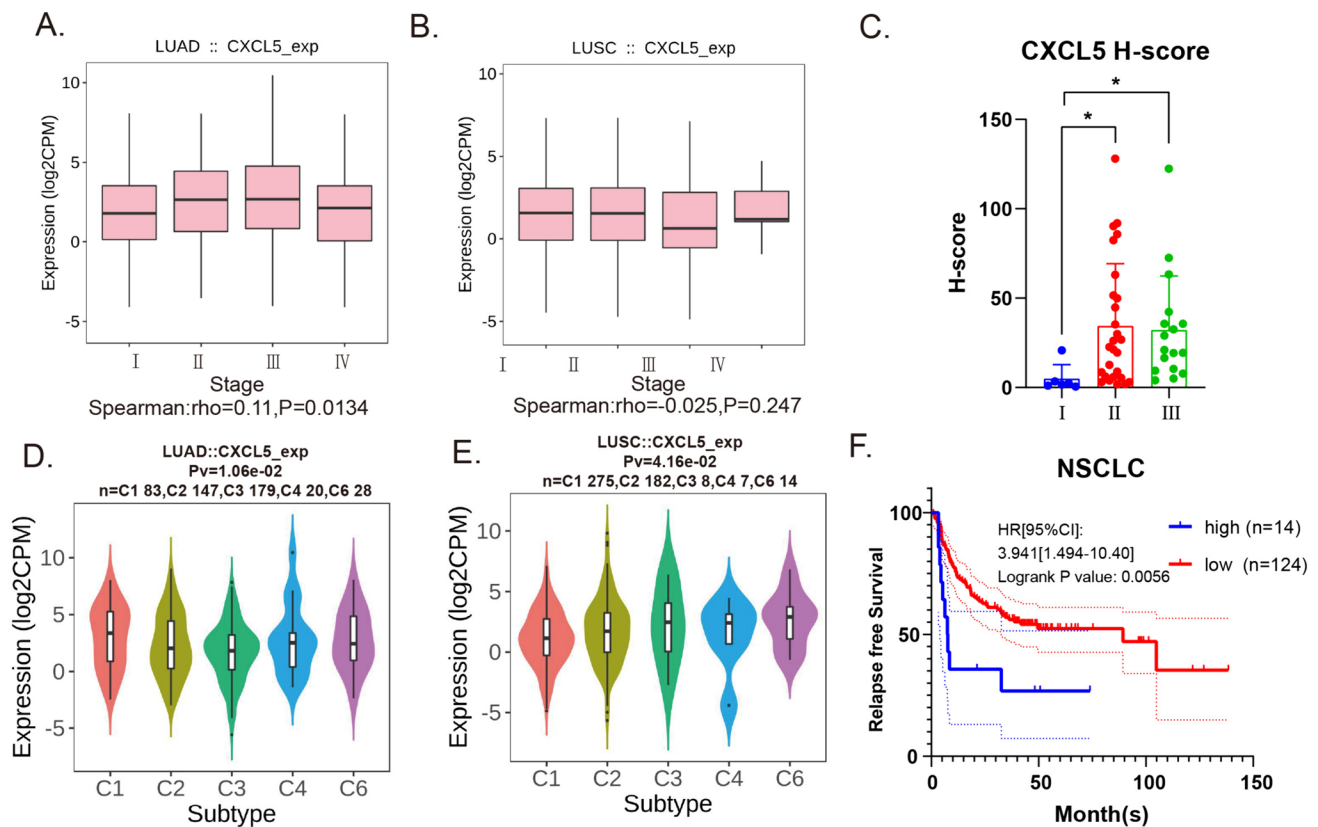 A.
LUAD :: CXCL5_exp
Expression (log2CPM)
10
5
0
-5
Ⅰ Ⅱ Ⅲ Ⅳ
Stage
Spearman:rho=0.11,P=0.0134
B.
LUSC :: CXCL5_exp
Expression (log2CPM)
10
5
0
-5
Ⅰ Ⅱ Ⅲ Ⅳ
Stage
Spearman:rho=-0.025,P=0.247
C.
CXCL5 H-score
*
*
H-score
150
100
50
0
Ⅰ Ⅱ Ⅲ
D.
LUAD::CXCL5_exp
Pv=1.06e-02
n=C1 83,C2 147,C3 179,C4 20,C6 28
Expression (log2CPM)
10
5
0
-5
C1 C2 C3 C4 C6
Subtype
E.
LUSC::CXCL5_exp
Pv=4.16e-02
n=C1 275,C2 182,C3 8,C4 7,C6 14
Expression (log2CPM)
10
5
0
-5
C1 C2 C3 C4 C6
Subtype
F.
NSCLC
Relapse free Survival
100
50
0
HR[95%CI]:
3.941[1.494-10.40]
Logrank P value: 0.0056
high (n=14)
low (n=124)
0 50 100 150
Month(s)